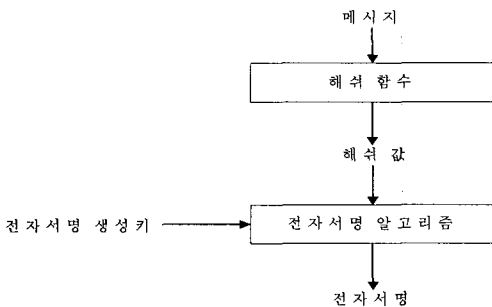 메시지
해쉬 함수
해쉬 값
전자서명 생성키
전자서명 알고리즘
전자서명